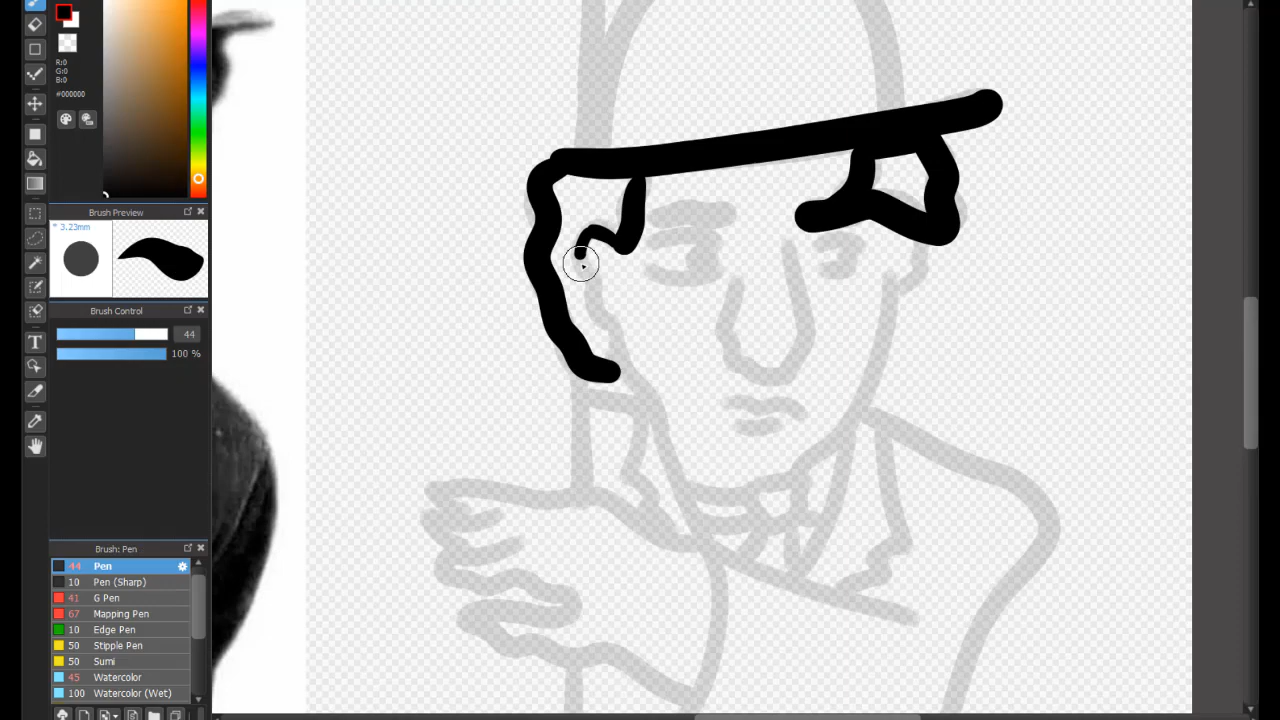 R:0
G:0
B:0
#000000
Brush Preview
* 3.23mm
Brush Control
44
100 %
Brush: Pen
44 Pen
10 Pen (Sharp)
41 G Pen
67 Mapping Pen
10 Edge Pen
50 Stipple Pen
50 Sumi
45 Watercolor
100 Watercolor (Wet)
T